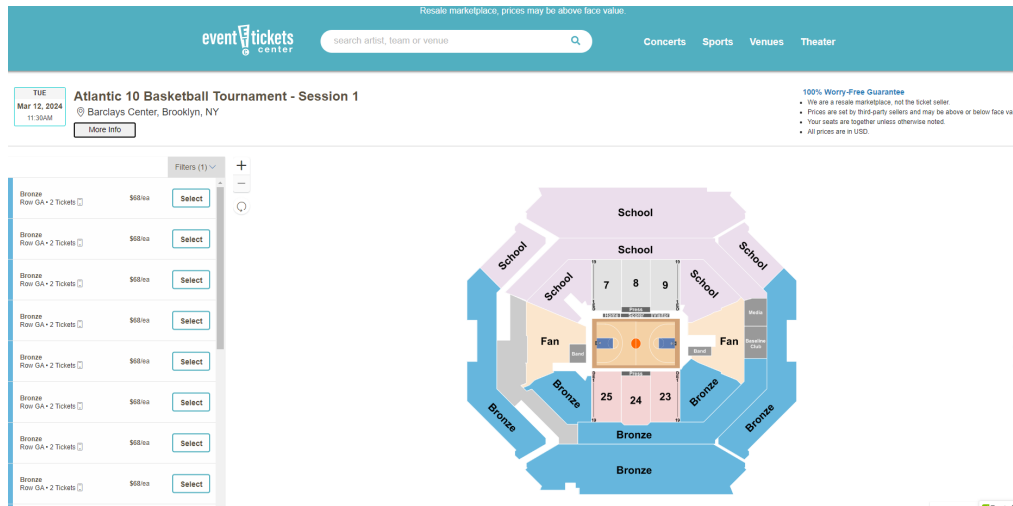 Resale marketplace, prices may be above face value.
event tickets
center
search artist, team or venue
Concerts Sports Venues Theater
TUE
Mar 12, 2024
11:30AM
Atlantic 10 Basketball Tournament - Session 1
Barclays Center, Brooklyn, NY
More Info
100% Worry-Free Guarantee
We are a resale marketplace, not the ticket seller.
Prices are set by third-party sellers and may be above or below face va
Your seats are together unless otherwise noted.
All prices are in USD.
Filters (1)
Bronze
Row GA • 2 Tickets
$68/ea
Select
Bronze
Row GA • 2 Tickets
$68/ea
Select
Bronze
Row GA • 2 Tickets
$68/ea
Select
Bronze
Row GA • 2 Tickets
$68/ea
Select
Bronze
Row GA • 2 Tickets
$68/ea
Select
Bronze
Row GA • 2 Tickets
$68/ea
Select
Bronze
Row GA • 2 Tickets
$68/ea
Select
Bronze
Row GA • 2 Tickets
$68/ea
Select
School
School
School
School
School
School
7 8 9
Press
Home Scorer Visitor
Media
Baseline
Club
Fan
Fan
Band
Band
Press
25 24 23
Bronze
Bronze
Bronze
Bronze
Bronze
Bronze